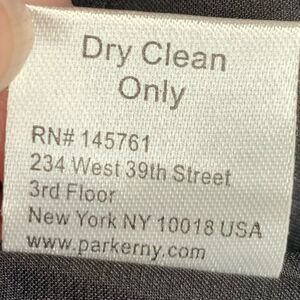 Dry Clean
Only
RN# 145761
234 West 39th Street
3rd Floor
New York NY 10018 USA
www.parkerny.com